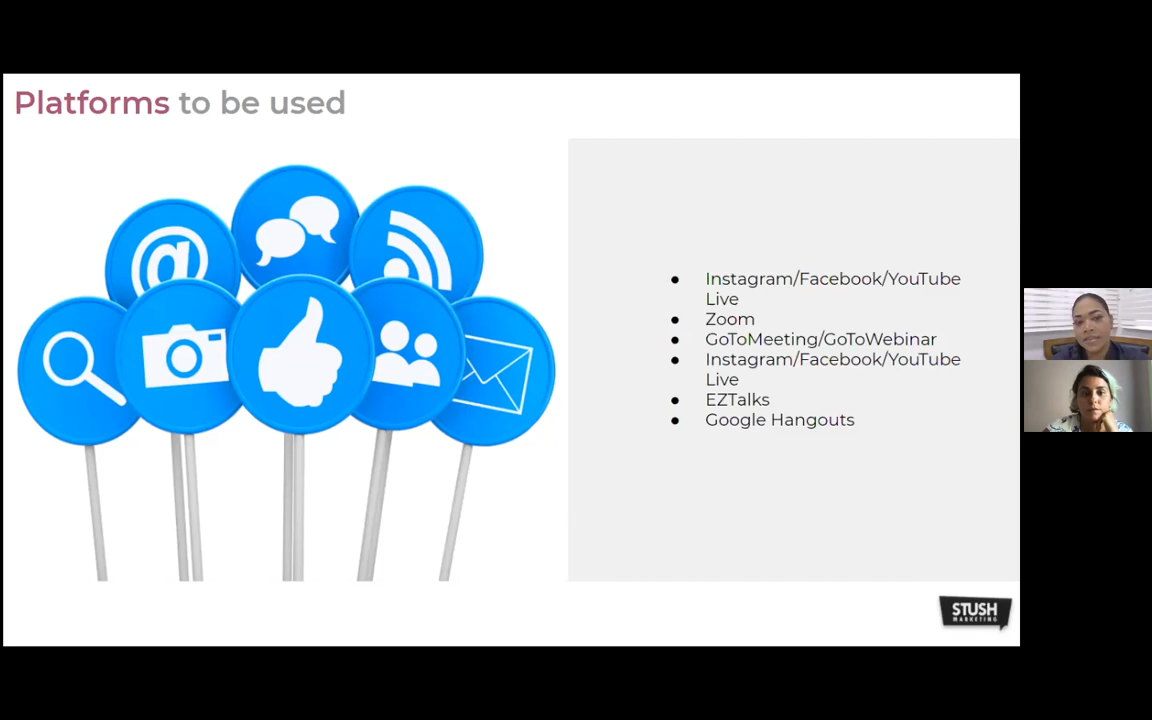 Platforms to be used
@
● Instagram/Facebook/YouTube
Live
● Zoom
● GoToMeeting/GoToWebinar
● Instagram/Facebook/YouTube
Live
● EZTalks
● Google Hangouts
STUSH
MARKETING